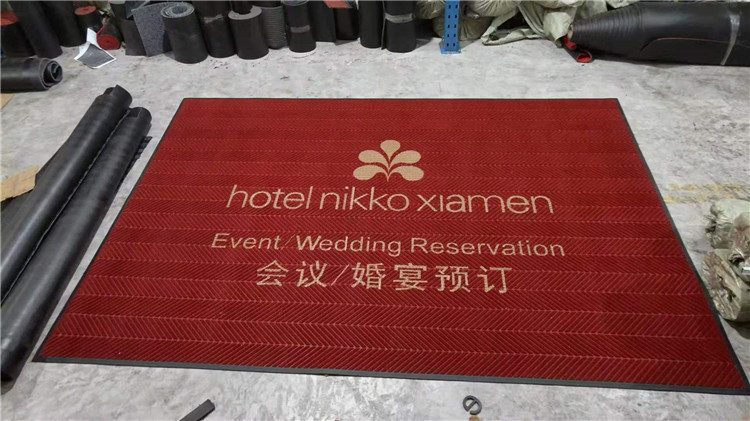 hotel nikko xiamen
Event/Wedding Reservation
会议/婚宴预订